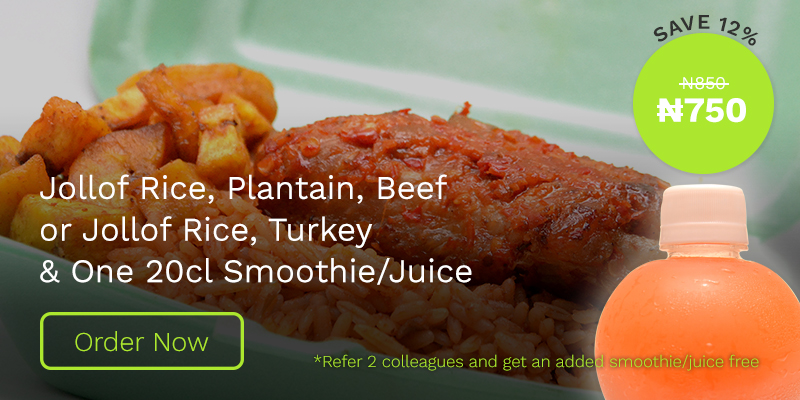 SAVE 12%
₦850
₦750
Jollof Rice, Plantain, Beef
or Jollof Rice, Turkey
& One 20cl Smoothie/Juice
Order Now
*Refer 2 colleagues and get an added smoothie/juice free